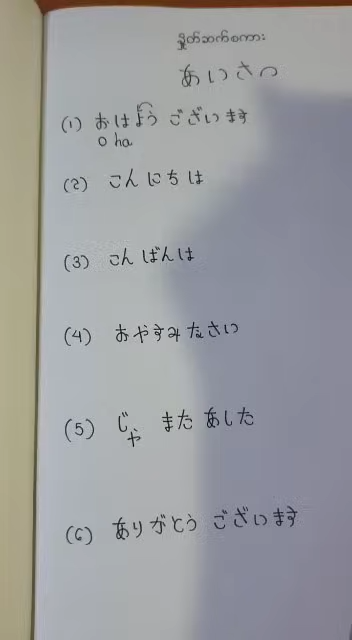 နှုတ်ဆက်စကား
あいさつ
(1) おはよう ございます
o ha
(2) こんにちは
(3) こんばんは
(4) おやすみなさい
(5) じゃ また あした
(6) ありがとう ございます